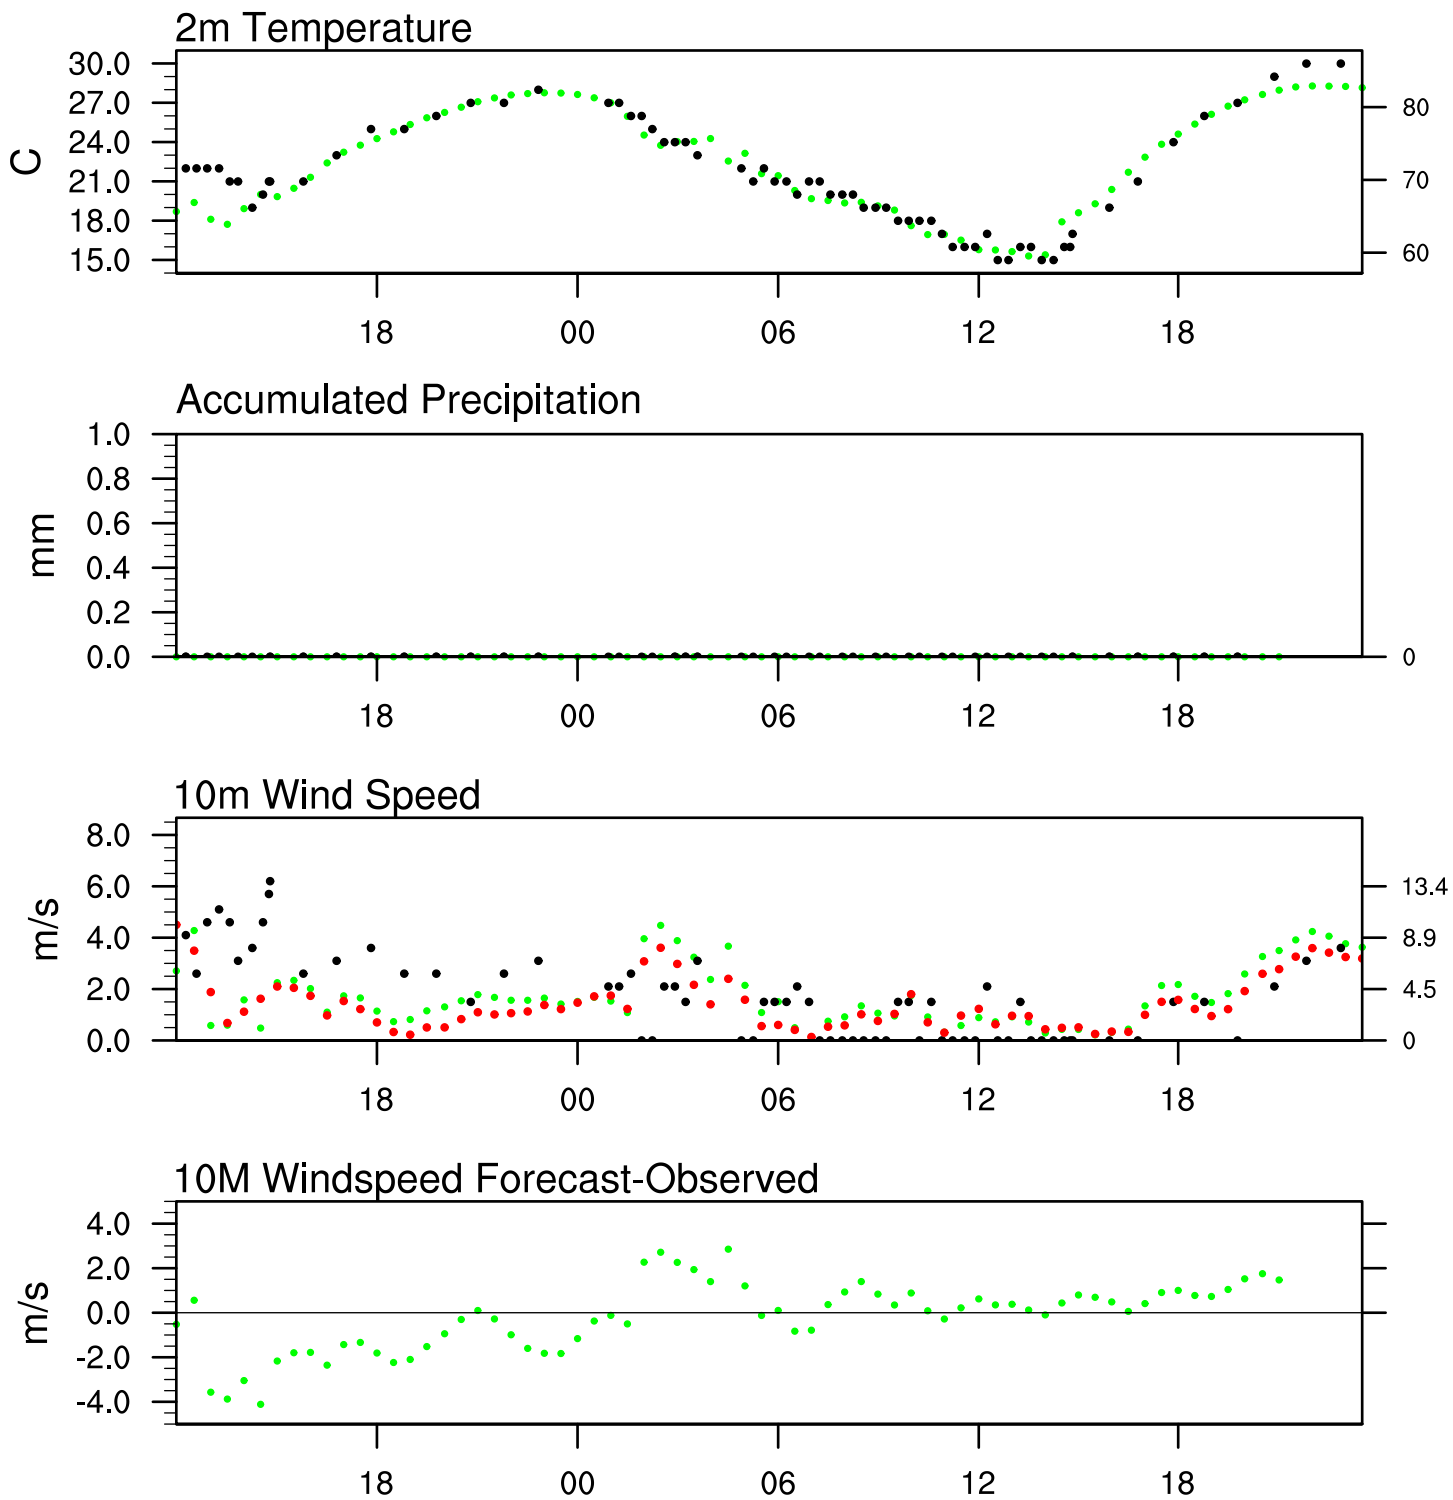 2m Temperature
30.0
27.0
24.0
21.0
18.0
15.0
C
80
70
60
18 00 06 12 18
Accumulated Precipitation
1.0
0.8
0.6
0.4
0.2
0.0
mm
0
18 00 06 12 18
10m Wind Speed
8.0
6.0
4.0
2.0
0.0
m/s
13.4
8.9
4.5
0
18 00 06 12 18
10M Windspeed Forecast-Observed
4.0
2.0
0.0
-2.0
-4.0
m/s
18 00 06 12 18